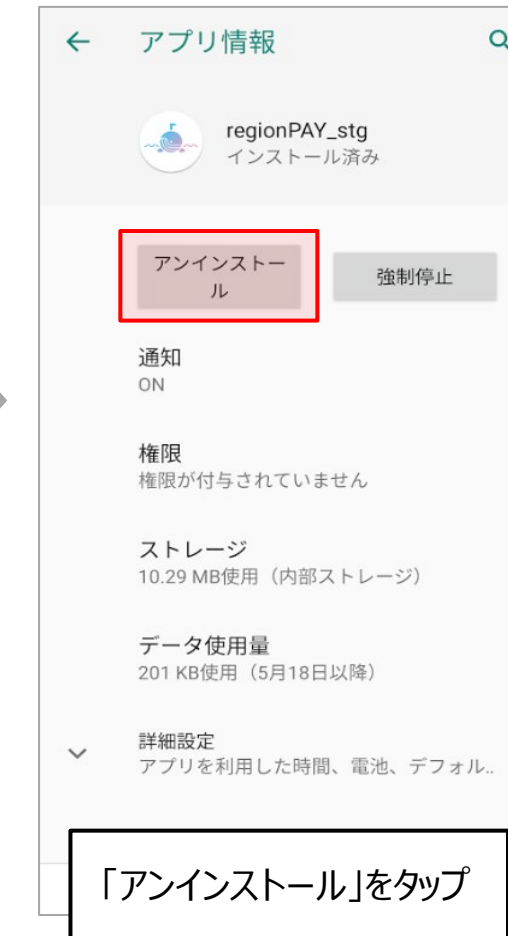 アプリ情報
regionPAY_stg
インストール済み
アンインストー
ル
強制停止
通知
ON
権限
権限が付与されていません
ストレージ
10.29 MB使用（内部ストレージ）
データ使用量
201 KB使用（5月18日以降）
詳細設定
アプリを利用した時間、電池、デフォル..
「アンインストール」をタップ